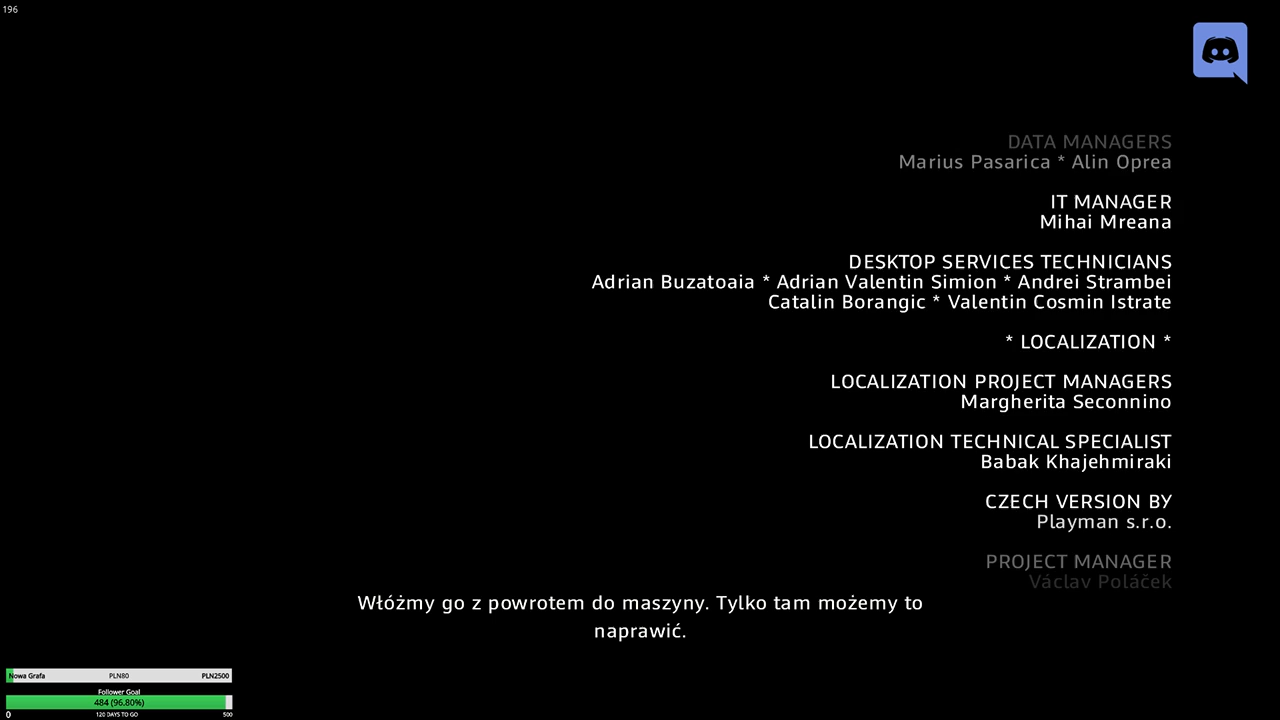 196
DATA MANAGERS
Marius Pasarica * Alin Oprea
IT MANAGER
Mihai Mreana
DESKTOP SERVICES TECHNICIANS
Adrian Buzatoaia * Adrian Valentin Simion * Andrei Strambei
Catalin Borangic * Valentin Cosmin Istrate
* LOCALIZATION *
LOCALIZATION PROJECT MANAGERS
Margherita Seconnino
LOCALIZATION TECHNICAL SPECIALIST
Babak Khajehmiraki
CZECH VERSION BY
Playman s.r.o.
PROJECT MANAGER
Václav Poláček
Włóżmy go z powrotem do maszyny. Tylko tam możemy to
naprawić.
Nowa Grafa PLN80 PLN2500
Follower Goal
484 (96.80%)
0 120 DAYS TO GO 500